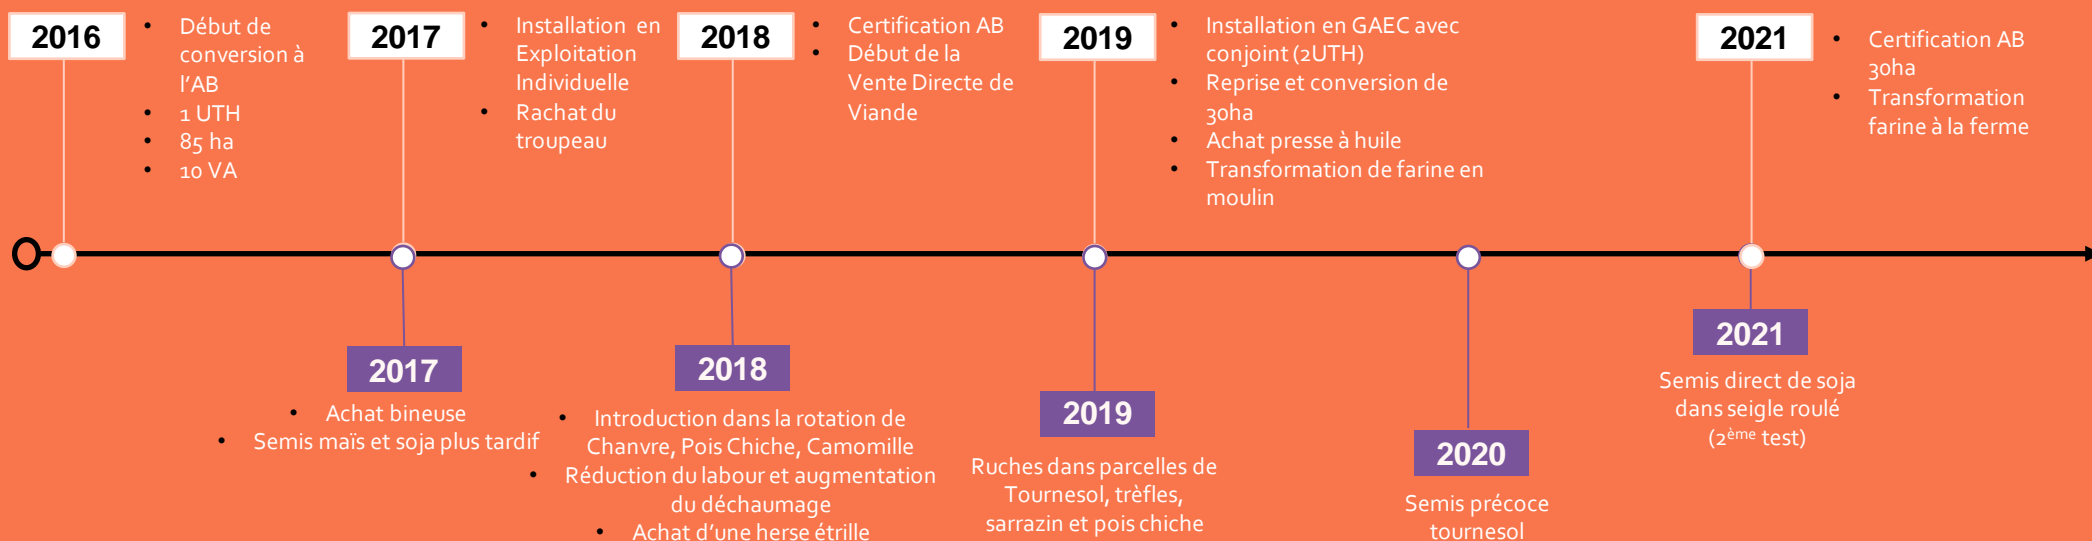 2016
• Début de
conversion à
l'AB
• 1 UTH
• 85 ha
• 10 VA
2017
• Installation en
Exploitation
Individuelle
• Rachat du
troupeau
2018
• Certification AB
• Début de la
Vente Directe de
Viande
2019
• Installation en GAEC avec
conjoint (2UTH)
• Reprise et conversion de
30ha
• Achat presse à huile
• Transformation de farine en
moulin
2021
• Certification AB
30ha
• Transformation
farine à la ferme
2017
• Achat bineuse
• Semis maïs et soja plus tardif
2018
• Introduction dans la rotation de
Chanvre, Pois Chiche, Camomille
• Réduction du labour et augmentation
du déchaumage
• Achat d'une herse étrille
2019
Ruches dans parcelles de
Tournesol, trèfles,
sarrazin et pois chiche
2020
Semis précoce
tournesol
2021
Semis direct de soja
dans seigle roulé
(2ème test)